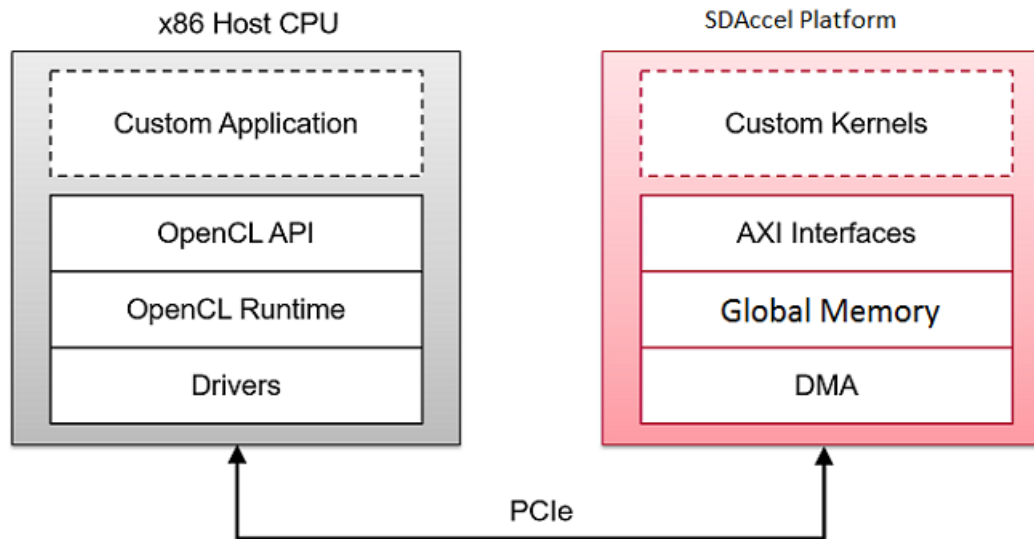 x86 Host CPU
Custom Application
OpenCL API
OpenCL Runtime
Drivers
SDAccel Platform
Custom Kernels
AXI Interfaces
Global Memory
DMA
PCIe